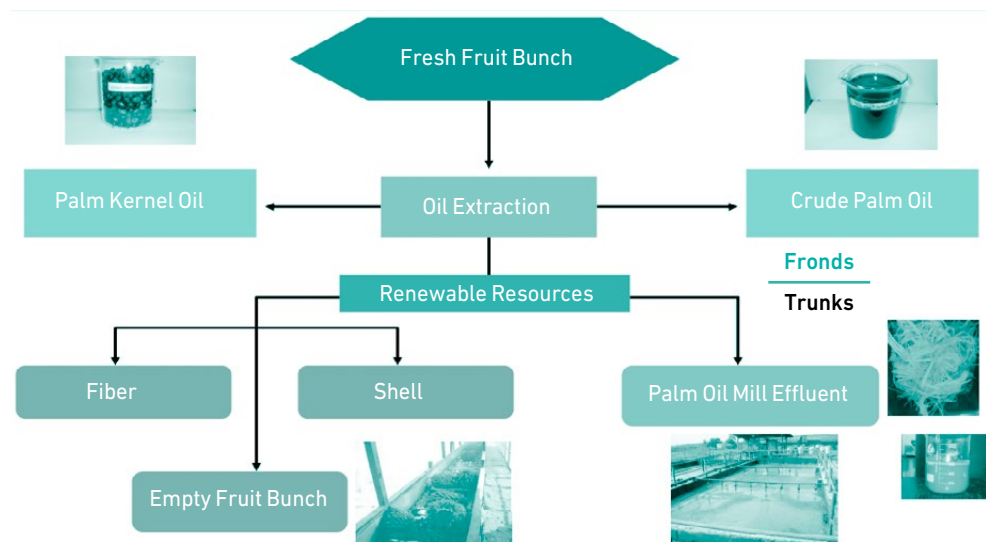 Fresh Fruit Bunch
Palm Kernel Oil
Oil Extraction
Crude Palm Oil
Fronds
Trunks
Renewable Resources
Fiber
Shell
Palm Oil Mill Effluent
Empty Fruit Bunch